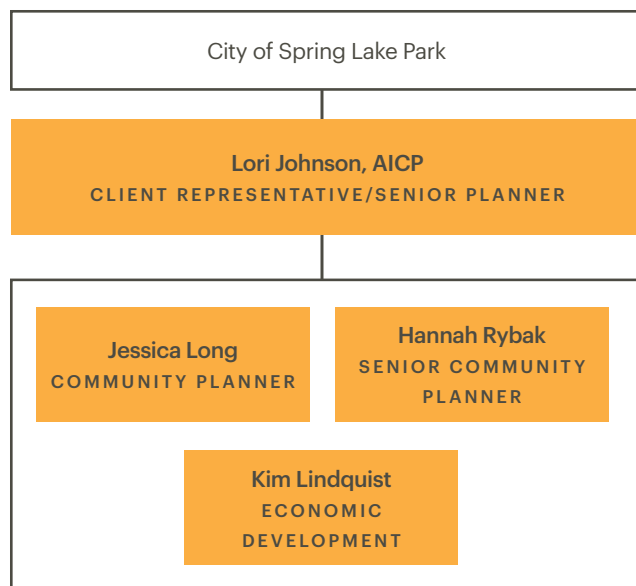 City of Spring Lake Park
Lori Johnson, AICP
CLIENT REPRESENTATIVE/SENIOR PLANNER
Jessica Long
COMMUNITY PLANNER
Hannah Rybak
SENIOR COMMUNITY
PLANNER
Kim Lindquist
ECONOMIC
DEVELOPMENT